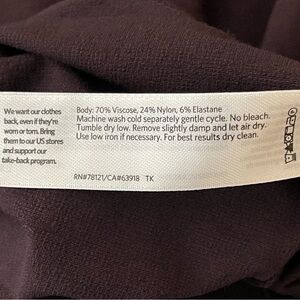 We want our clothes
back, even if they're
worn or torn. Bring
them to our US stores
and support our
take-back program.
Body: 70% Viscose, 24% Nylon, 6% Elastane
Machine wash cold separately gentle cycle. No bleach.
Tumble dry low. Remove slightly damp and let air dry.
Use low iron if necessary. For best results dry clean.
RN#78121/CA#63918 TK